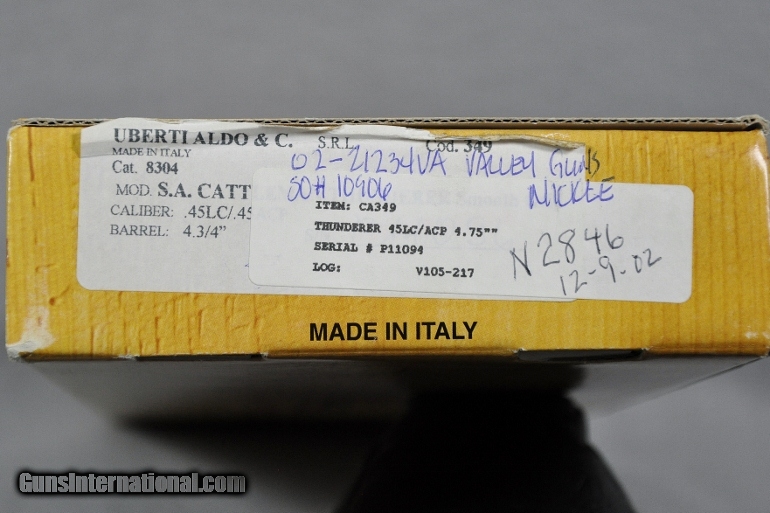 UBERTI ALDO & C. S.R.L. Cod. 349
MADE IN ITALY
Cat. 8304
MOD. S.A. CATT
CALIBER: .45LC/.45
BARREL: 4.3/4"
02-21234VA VALLEY GUNS
SO# 10906 NICKLE
ITEM: CA349
THUNDERER 45LC/ACP 4.75""
SERIAL # P11094
LOG: V105-217
N2846
12-9-02
MADE IN ITALY
GunsInternational.com